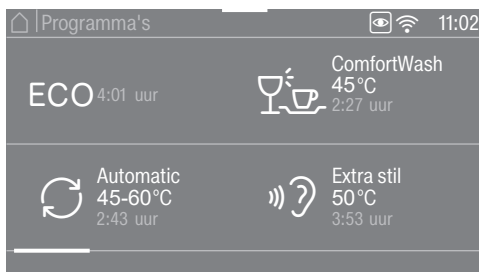 Programma's 11:02
ECO 4:01 uur
ComfortWash
45°C
2:27 uur
Automatic
45-60°C
2:43 uur
Extra stil
50°C
3:53 uur